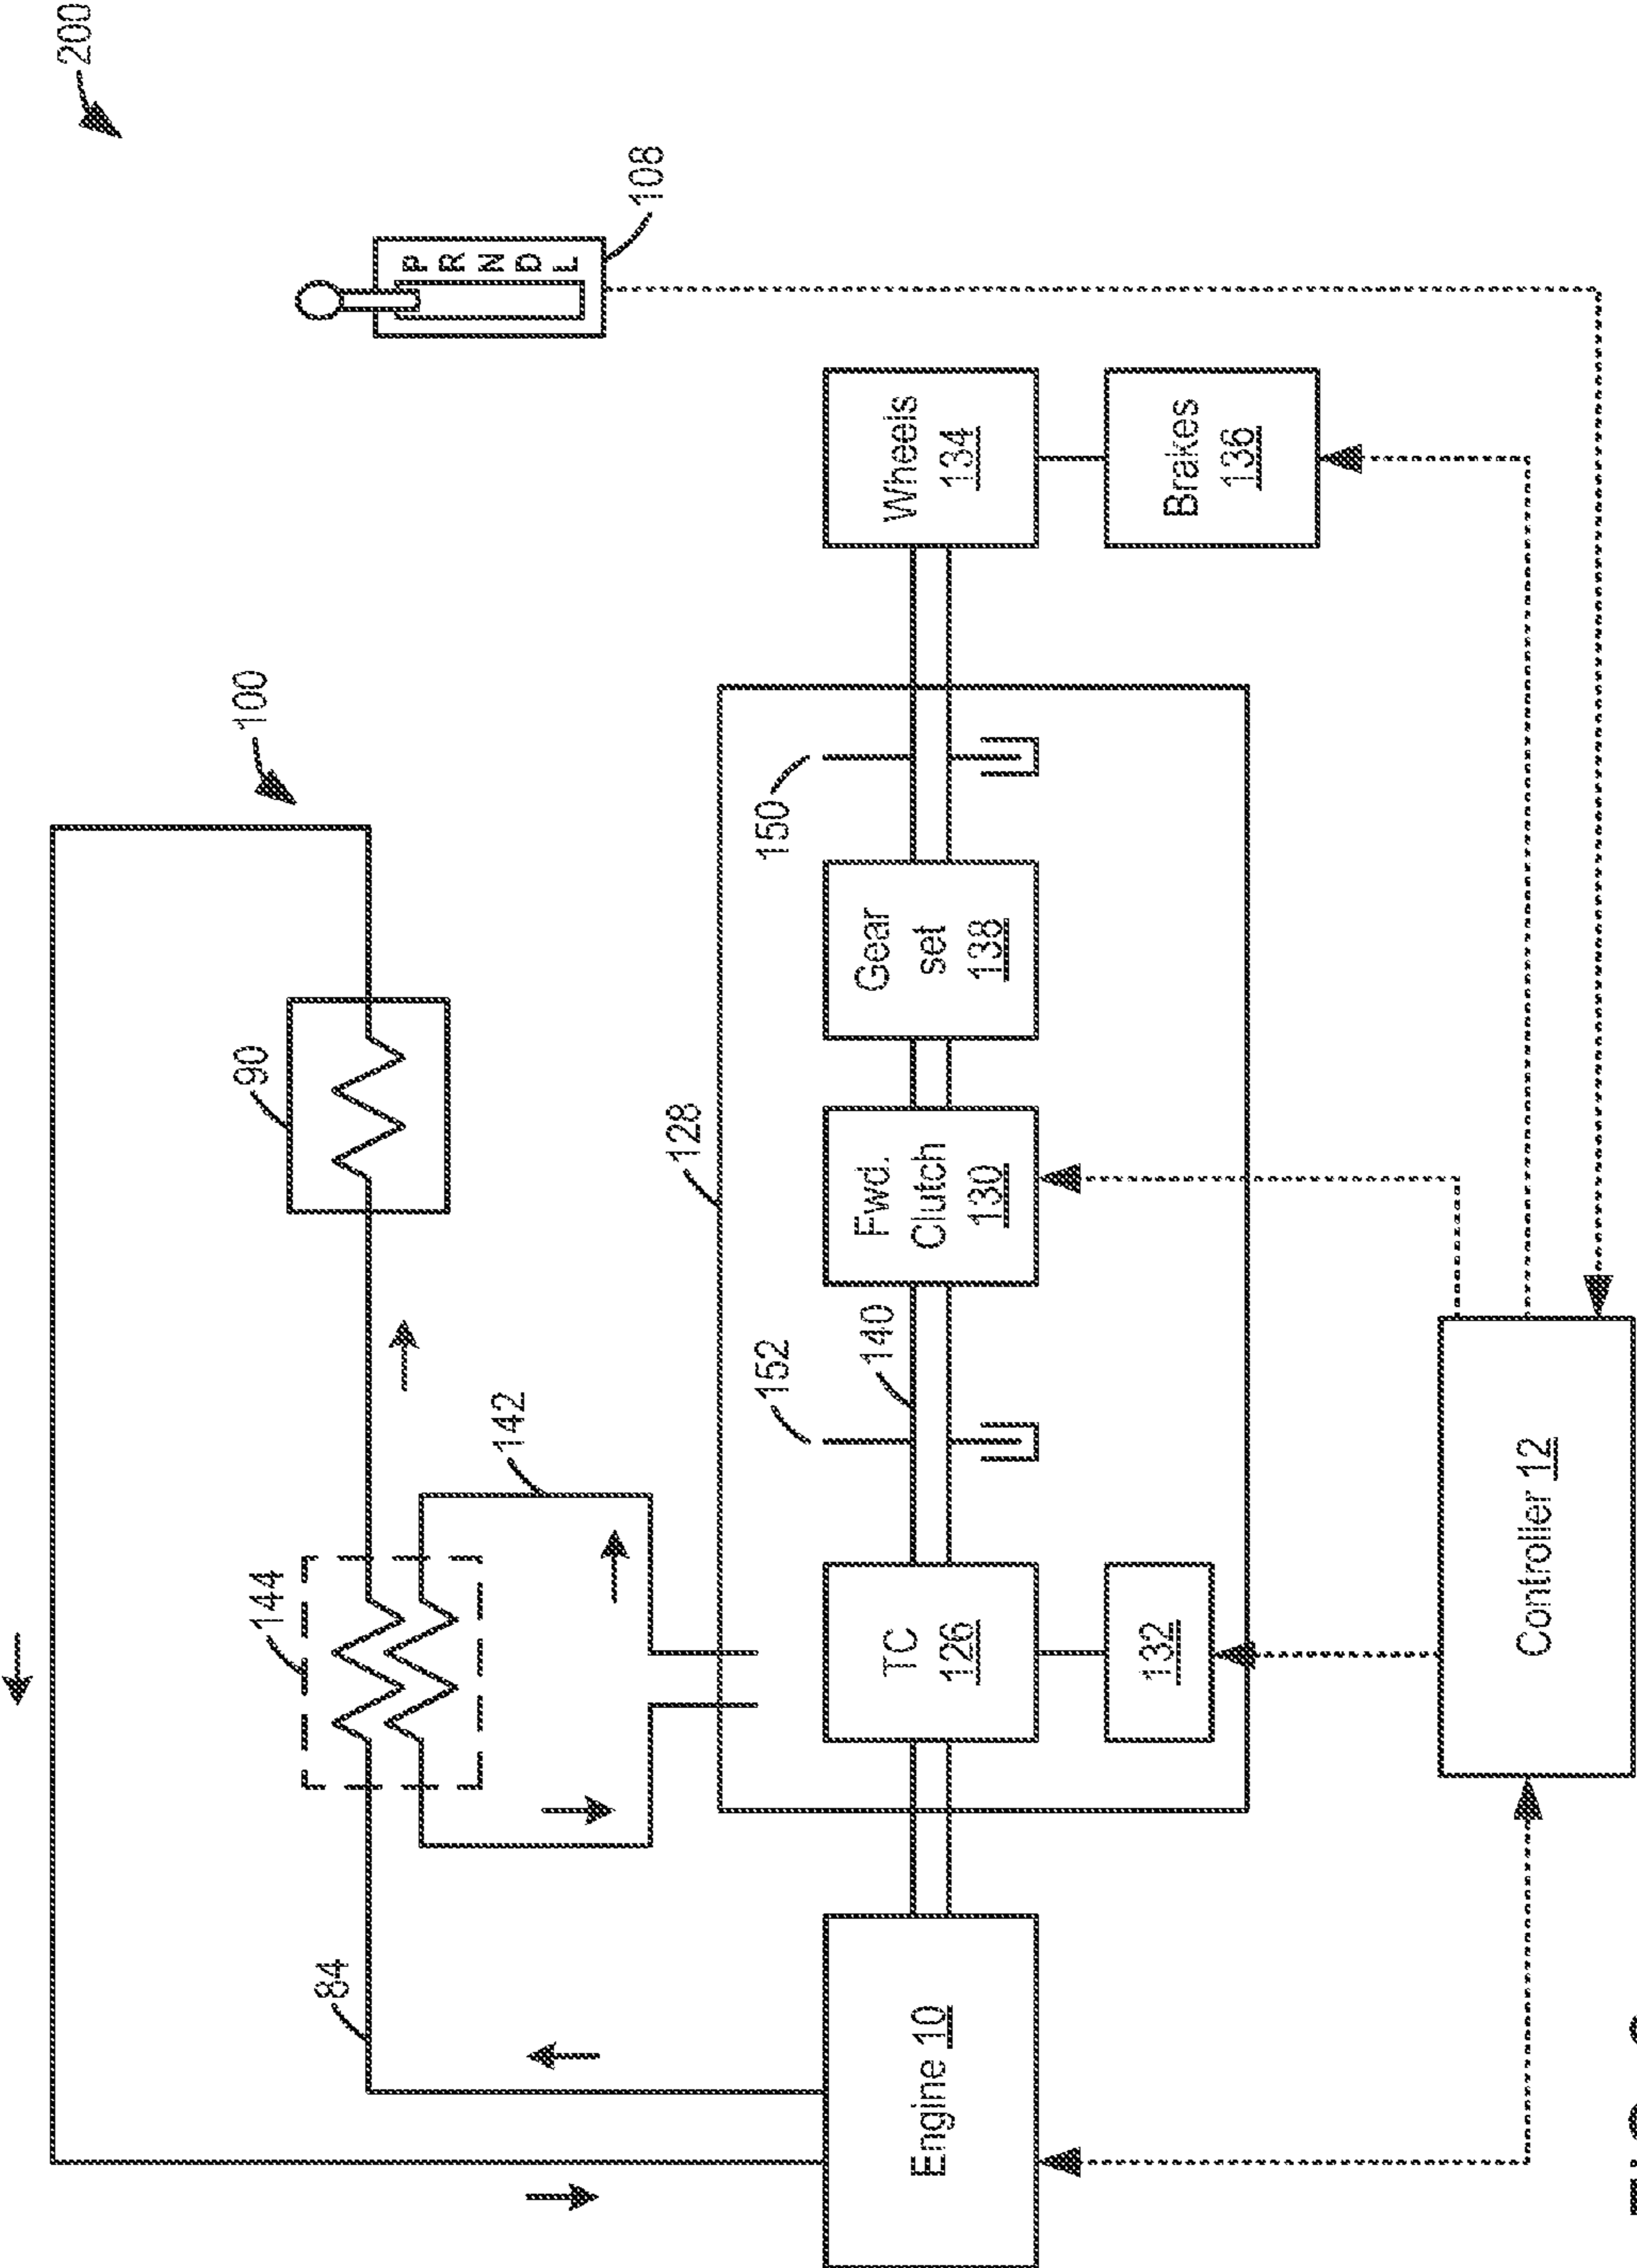 200
108
P R N D L
100
90
144
142
84
128
150
152
140
Wheels
134
Brakes
136
Gear
set
138
Fwd.
Clutch
130
TC
126
132
Engine 10
Controller 12